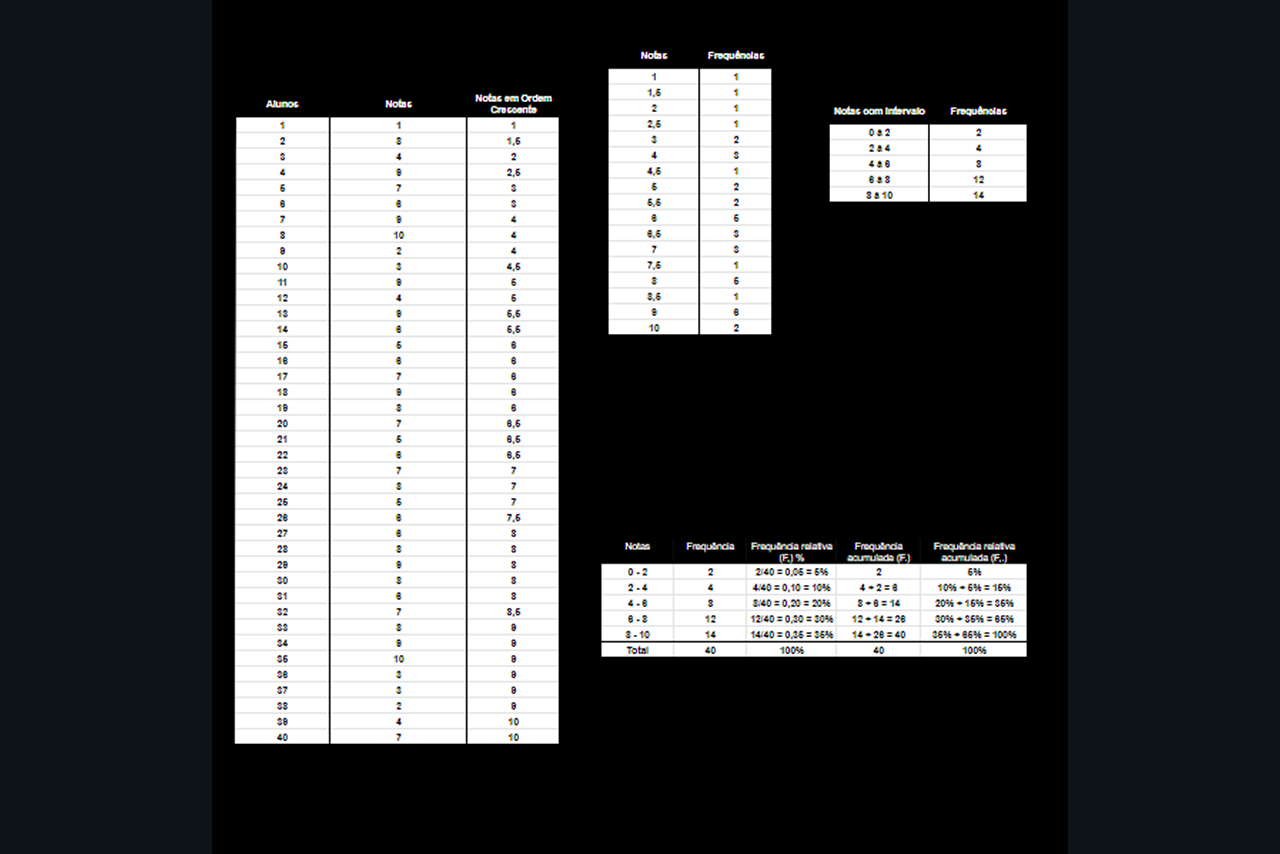 Alunos Notas Notas em Ordem Crescente
1 1 1
2 1,5
3 4 2
4 9 2,5
5 7 3
6 6 3
7 9 4
8 10 4
9 2 4
10 4,5
11 9 5
12 4 5
13 9 5,5
14 6 5,5
15 5 6
16 6 6
17 7 6
18 9 6
19 6
20 7 6,5
21 5 6,5
22 6 6,5
23 7 7
24 7
25 5 7
26 6 7,5
27 6 8
28 8
29 9 8
30 8
31 6 8
32 7 8,5
33 9
34 9 9
35 10 9
36 9
37 9
38 2 9
39 4 10
40 7 10
Notas Frequências
1 1
1,5 1
2 1
2,5 1
3 2
4 3
4,5 1
5 2
5,5 2
6 5
6,5 3
7 3
7,5 1
8 5
8,5 1
9 6
10 2
Notas com Intervalo Frequências
0 a 2 2
2 a 4 4
4 a 6 8
6 a 8 12
8 a 10 14
Notas Frequência Frequência relativa (Fᵣ) % Frequência acumulada (F.) Frequência relativa acumulada (Fᵣ.)
0 - 2 2 2/40 = 0,05 = 5% 2 5%
2 - 4 4 4/40 = 0,10 = 10% 4 + 2 = 6 10% + 5% = 15%
4 - 6 8 8/40 = 0,20 = 20% 8 + 6 = 14 20% + 15% = 35%
6 - 8 12 12/40 = 0,30 = 30% 12 + 14 = 26 30% + 35% = 65%
8 - 10 14 14/40 = 0,35 = 35% 14 + 26 = 40 35% + 65% = 100%
Total 40 100% 40 100%